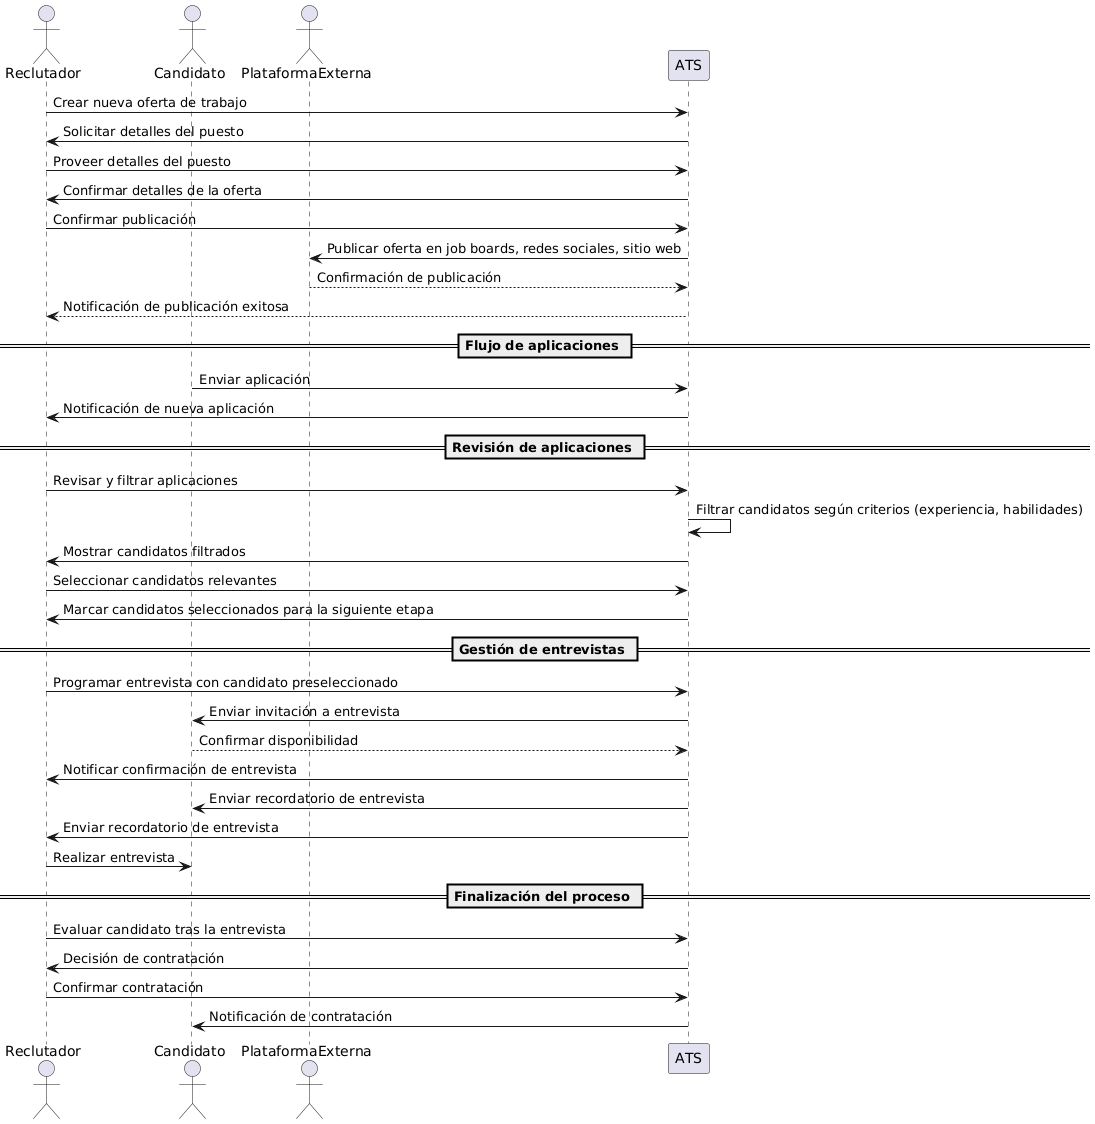 Reclutador
Candidato
PlataformaExterna
ATS
Crear nueva oferta de trabajo
Solicitar detalles del puesto
Proveer detalles del puesto
Confirmar detalles de la oferta
Confirmar publicación
Publicar oferta en job boards, redes sociales, sitio web
Confirmación de publicación
Notificación de publicación exitosa
Flujo de aplicaciones
Enviar aplicación
Notificación de nueva aplicación
Revisión de aplicaciones
Revisar y filtrar aplicaciones
Filtrar candidatos según criterios (experiencia, habilidades)
Mostrar candidatos filtrados
Seleccionar candidatos relevantes
Marcar candidatos seleccionados para la siguiente etapa
Gestión de entrevistas
Programar entrevista con candidato preseleccionado
Enviar invitación a entrevista
Confirmar disponibilidad
Notificar confirmación de entrevista
Enviar recordatorio de entrevista
Enviar recordatorio de entrevista
Realizar entrevista
Finalización del proceso
Evaluar candidato tras la entrevista
Decisión de contratación
Confirmar contratación
Notificación de contratación
Reclutador
Candidato
PlataformaExterna
ATS